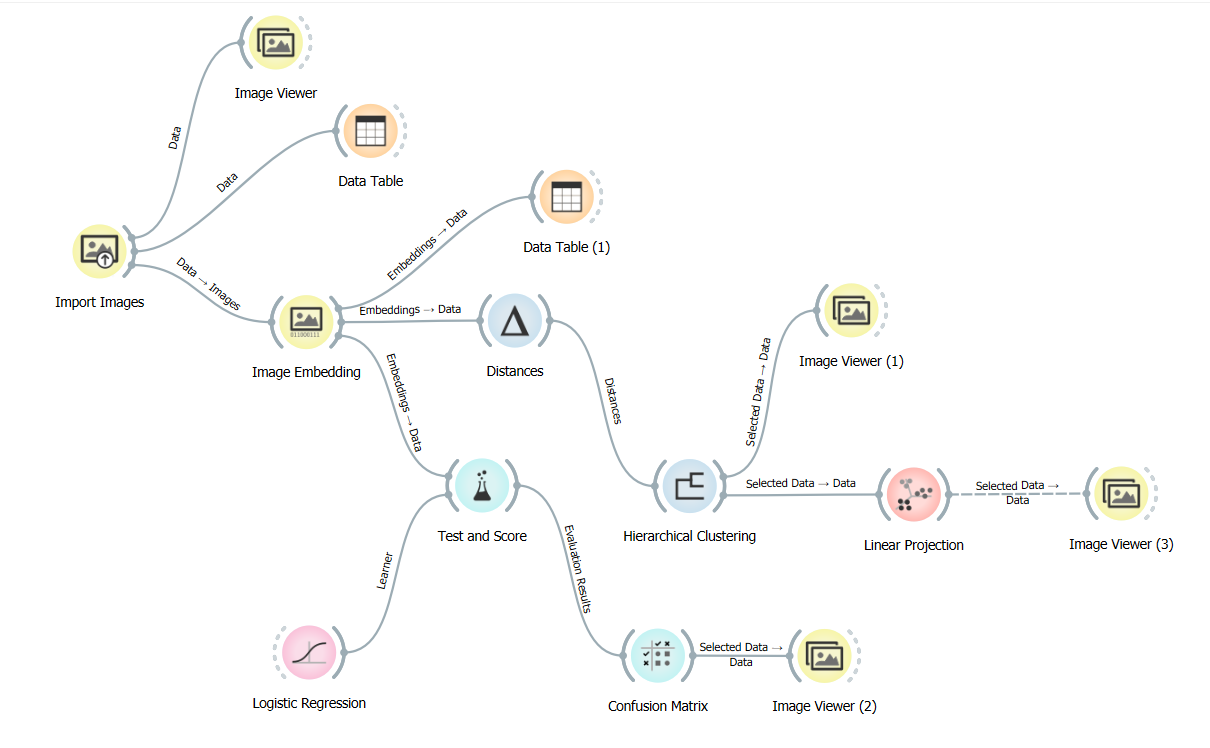 Image Viewer
Data
Data Table
Data
Data Table (1)
Embeddings → Data
Import Images
Data → Images
Embeddings → Data
Image Embedding
011000111
Distances
Image Viewer (1)
Embeddings → Data
Distances
Selected Data → Data
Selected Data → Data
Selected Data →
Data
Test and Score
Hierarchical Clustering
Linear Projection
Image Viewer (3)
Learner
Evaluation Results
Selected Data →
Data
Logistic Regression
Confusion Matrix
Image Viewer (2)